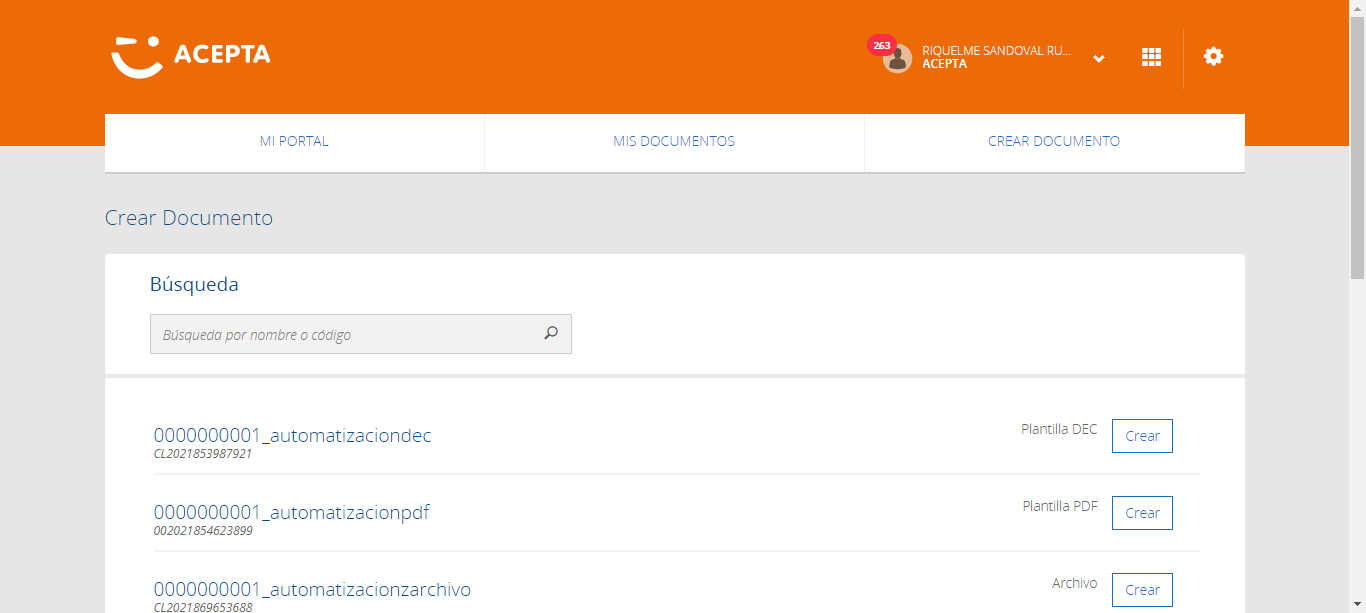 ACEPTA
263
RIQUELME SANDOVAL RU...
ACEPTA
MI PORTAL
MIS DOCUMENTOS
CREAR DOCUMENTO
Crear Documento
Búsqueda
Búsqueda por nombre o código
0000000001_automatizaciondec
Plantilla DEC
Crear
CL2021853987921
0000000001_automatizacionpdf
Plantilla PDF
Crear
002021854623899
0000000001_automatizacionzarchivo
Archivo
Crear
CL2021869653688